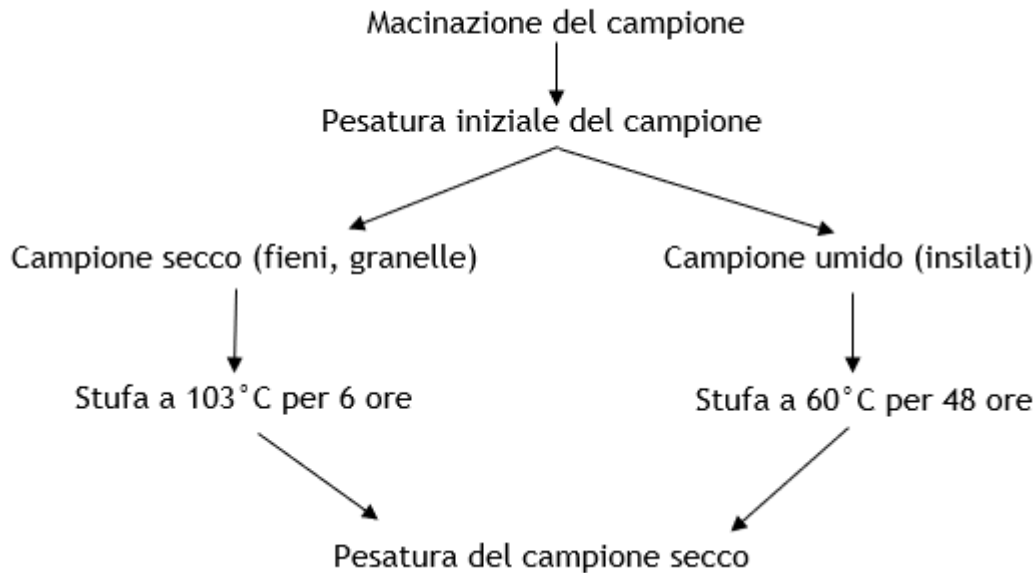 Macinazione del campione
Pesatura iniziale del campione
Campione secco (fieni, granelle)
Campione umido (insilati)
Stufa a 103°C per 6 ore
Stufa a 60°C per 48 ore
Pesatura del campione secco